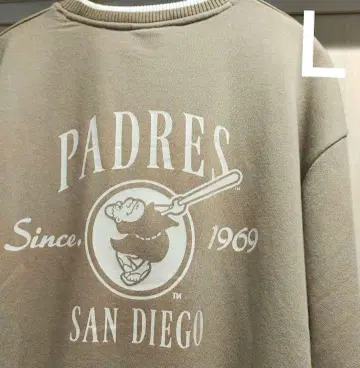 L
PADRES
Since. 1969
TM
SAN DIEGO